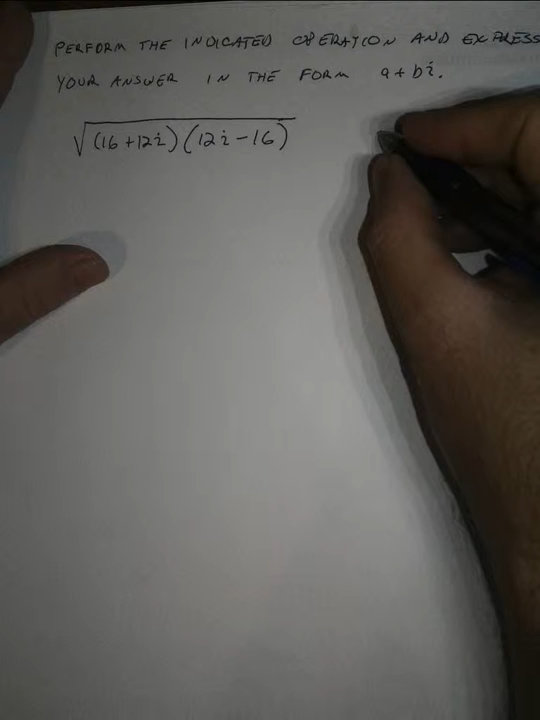 PERFORM THE INDICATED OPERATION AND EXPRESS
YOUR ANSWER IN THE FORM a + bi.
√(16+12i)(12i-16)